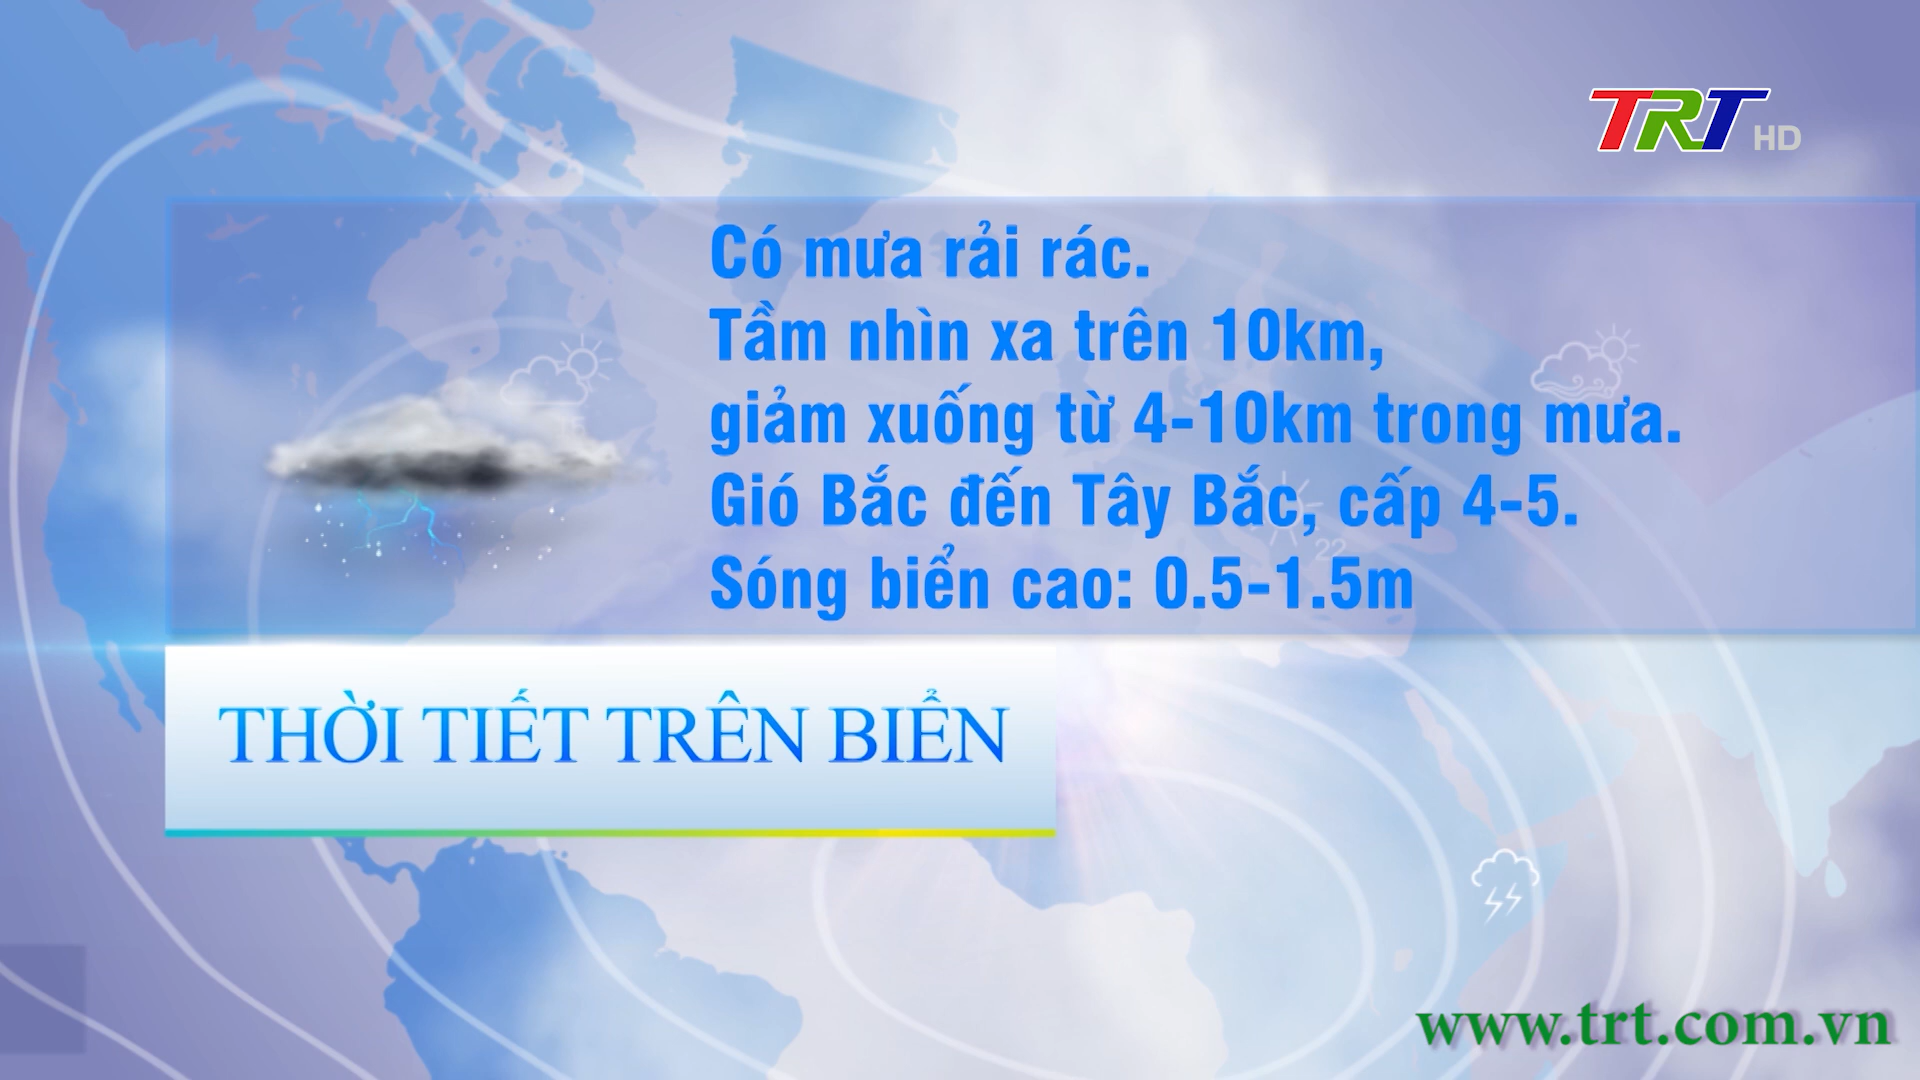 TRT HD
Có mưa rải rác.
Tầm nhìn xa trên 10km,
giảm xuống từ 4-10km trong mưa.
Gió Bắc đến Tây Bắc, cấp 4-5.
22
Sóng biển cao: 0.5-1.5m
THỜI TIẾT TRÊN BIỂN
www.trt.com.vn